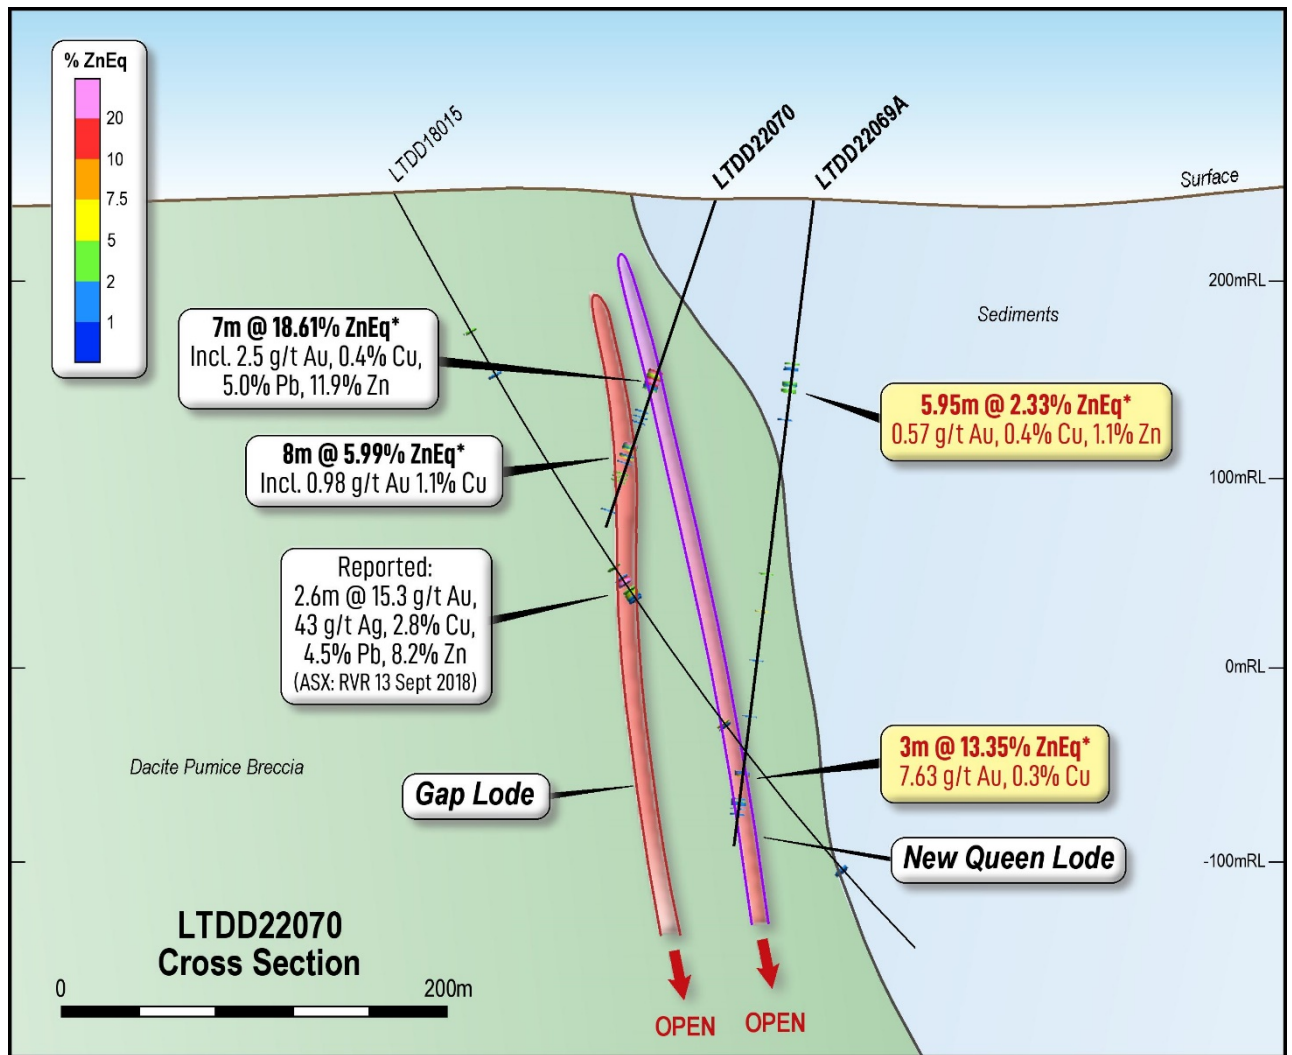 % ZnEq
20
10
7.5
5
2
1
LTDD18015
LTDD22070
LTDD22069A
Surface
200mRL
Sediments
7m @ 18.61% ZnEq*
Incl. 2.5 g/t Au, 0.4% Cu,
5.0% Pb, 11.9% Zn
5.95m @ 2.33% ZnEq*
0.57 g/t Au, 0.4% Cu, 1.1% Zn
8m @ 5.99% ZnEq*
Incl. 0.98 g/t Au 1.1% Cu
100mRL
Reported:
2.6m @ 15.3 g/t Au,
43 g/t Ag, 2.8% Cu,
4.5% Pb, 8.2% Zn
(ASX: RVR 13 Sept 2018)
0mRL
Dacite Pumice Breccia
3m @ 13.35% ZnEq*
7.63 g/t Au, 0.3% Cu
Gap Lode
New Queen Lode
-100mRL
LTDD22070
Cross Section
0
200m
OPEN
OPEN